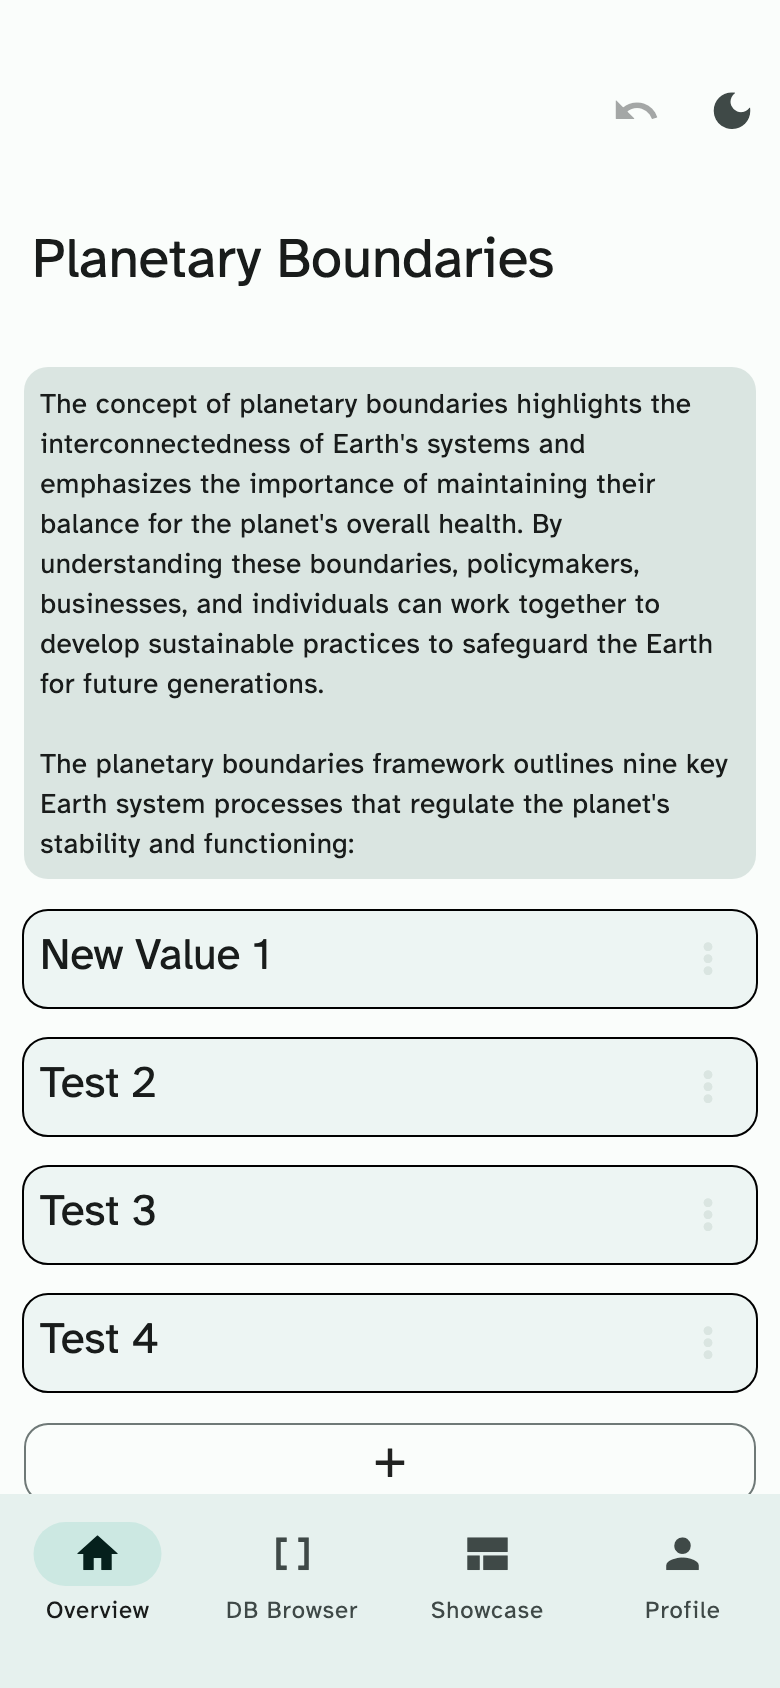 Planetary Boundaries
The concept of planetary boundaries highlights the
interconnectedness of Earth's systems and
emphasizes the importance of maintaining their
balance for the planet's overall health. By
understanding these boundaries, policymakers,
businesses, and individuals can work together to
develop sustainable practices to safeguard the Earth
for future generations.
The planetary boundaries framework outlines nine key
Earth system processes that regulate the planet's
stability and functioning:
New Value 1
Test 2
Test 3
Test 4
+
Overview
DB Browser
Showcase
Profile